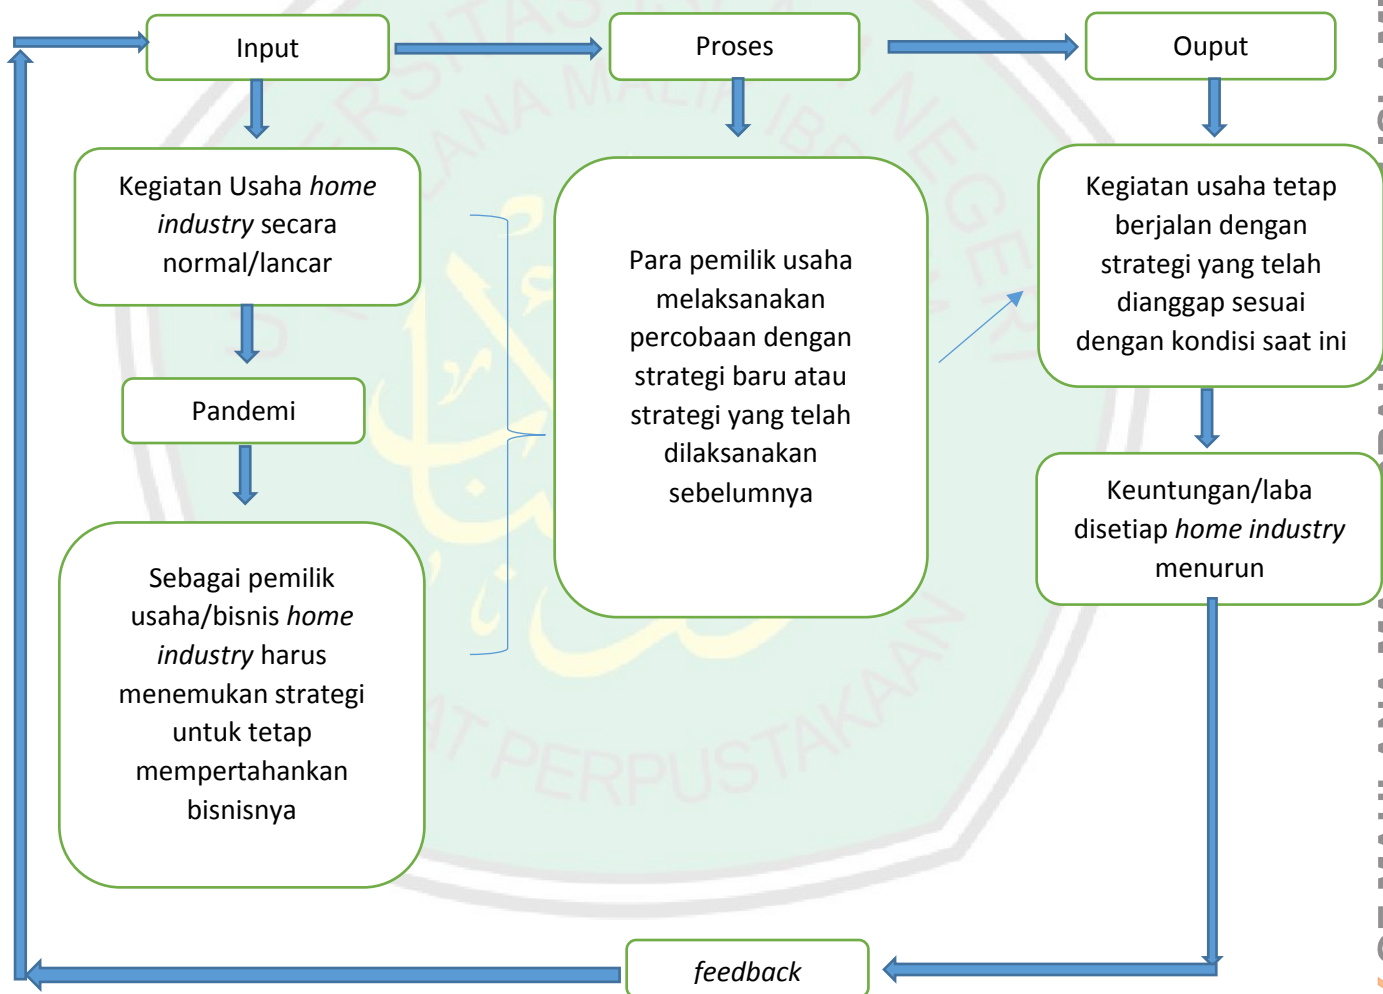 Input
Proses
Ouput
Kegiatan Usaha home
industry secara
normal/lancar
Pandemi
Sebagai pemilik
usaha/bisnis home
industry harus
menemukan strategi
untuk tetap
mempertahankan
bisnisnya
Para pemilik usaha
melaksanakan
percobaan dengan
strategi baru atau
strategi yang telah
dilaksanakan
sebelumnya
Kegiatan usaha tetap
berjalan dengan
strategi yang telah
dianggap sesuai
dengan kondisi saat ini
Keuntungan/laba
disetiap home industry
menurun
feedback
NEGERI
MALIK
PERPUSTAKAAN